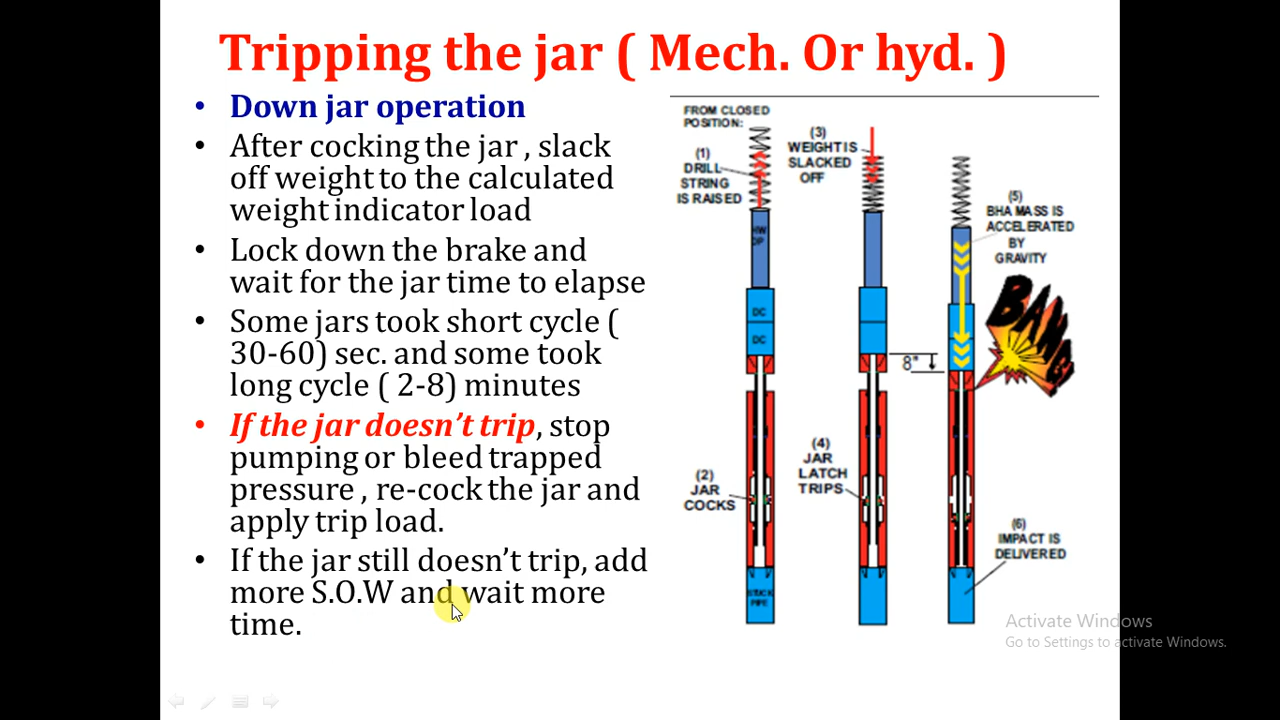 Tripping the jar ( Mech. Or hyd. )
• Down jar operation
• After cocking the jar , slack
off weight to the calculated
weight indicator load
• Lock down the brake and
wait for the jar time to elapse
• Some jars took short cycle (
30-60) sec. and some took
long cycle ( 2-8) minutes
• If the jar doesn’t trip, stop
pumping or bleed trapped
pressure , re-cock the jar and
apply trip load.
• If the jar still doesn’t trip, add
more S.O.W and wait more
time.
FROM CLOSED
POSITION:
(1)
DRILL
STRING
IS RAISED
HW
DP
DC
DC
(2)
JAR
COCKS
STUCK
PIPE
(3)
WEIGHT IS
SLACKED
OFF
8"
(4)
JAR
LATCH
TRIPS
(5)
BHA MASS IS
ACCELERATED
BY
GRAVITY
BANG!
(6)
IMPACT IS
DELIVERED
Activate Windows
Go to Settings to activate Windows.